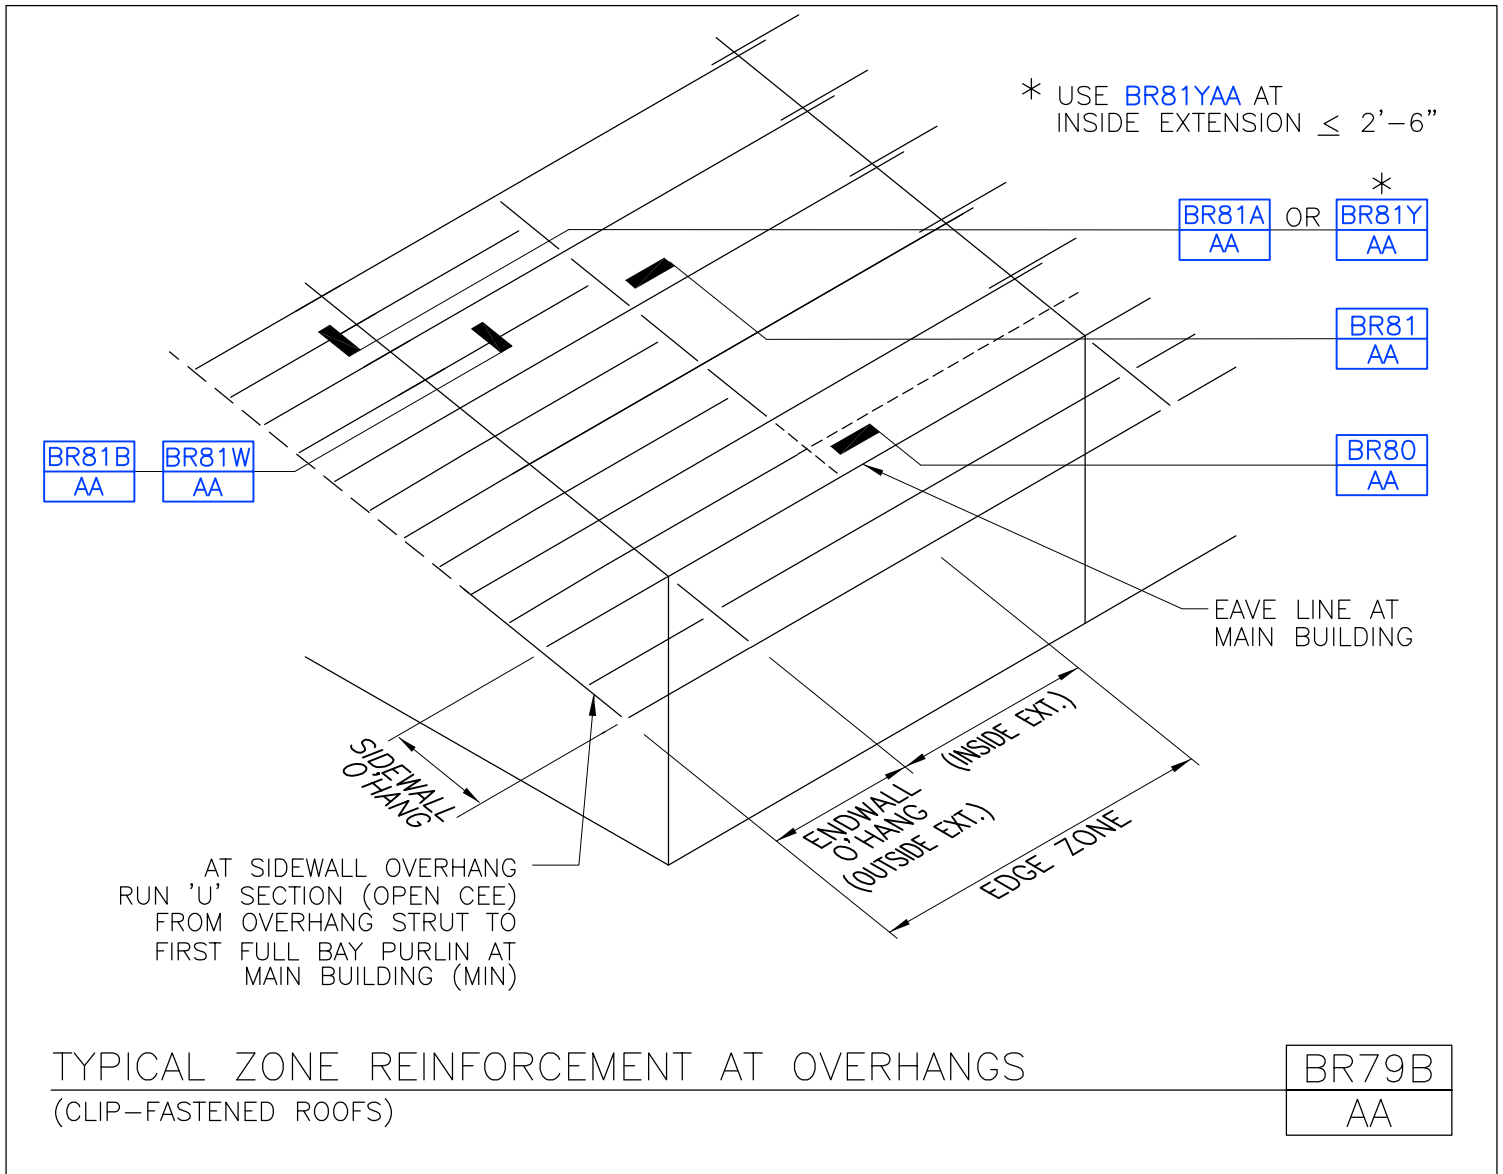 * USE BR81YAA AT
INSIDE EXTENSION ≤ 2'-6"
*
BR81A OR BR81Y
AA AA
BR81
AA
BR81B BR81W
AA AA
BR80
AA
EAVE LINE AT
MAIN BUILDING
SIDEWALL
O'HANG
(INSIDE EXT.)
ENDWALL
O'HANG
(OUTSIDE EXT.)
EDGE ZONE
AT SIDEWALL OVERHANG
RUN 'U' SECTION (OPEN CEE)
FROM OVERHANG STRUT TO
FIRST FULL BAY PURLIN AT
MAIN BUILDING (MIN)
TYPICAL ZONE REINFORCEMENT AT OVERHANGS
(CLIP-FASTENED ROOFS)
BR79B
AA